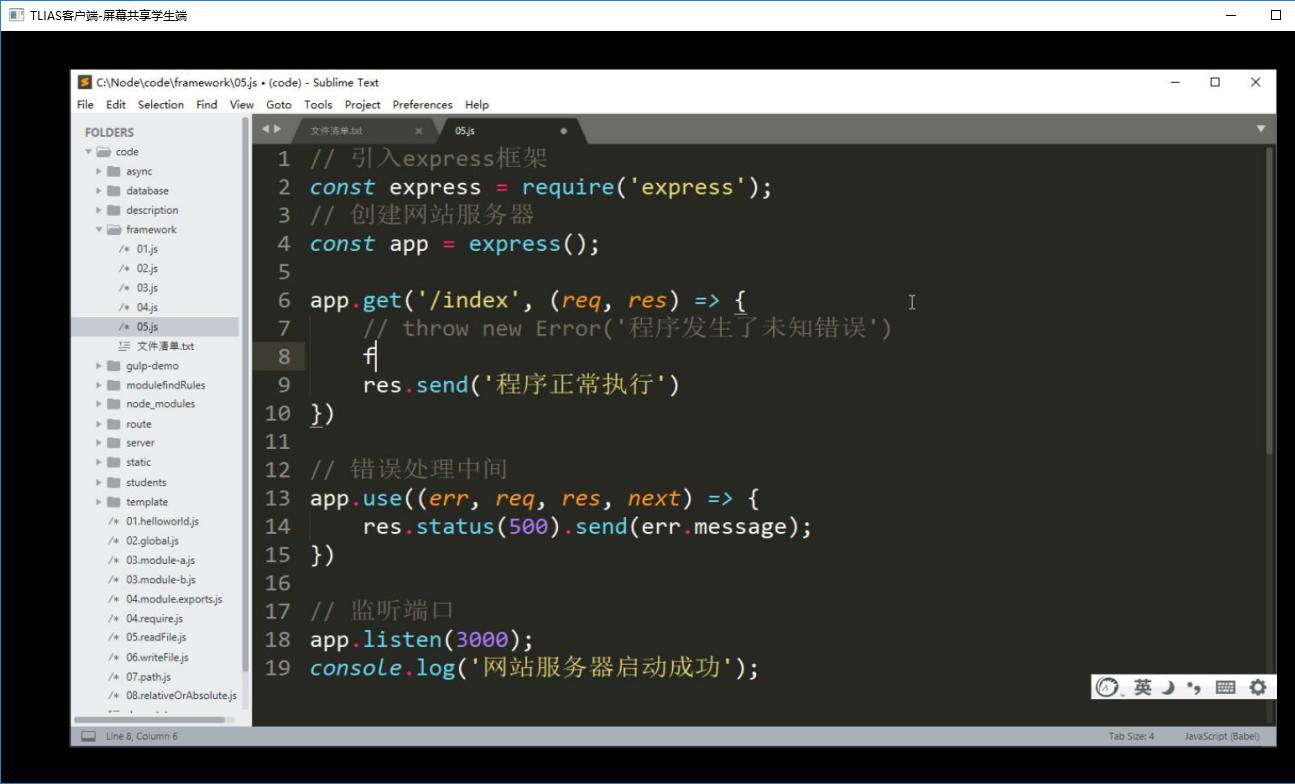 TLIAS客户端-屏幕共享学生端
C:\Node\code\framework\05.js • (code) - Sublime Text
File Edit Selection Find View Goto Tools Project Preferences Help
FOLDERS
code
async
database
description
framework
/* 01.js
/* 02.js
/* 03.js
/* 04.js
/* 05.js
文件清单.txt
gulp-demo
modulefindRules
node_modules
route
server
static
students
template
/* 01.helloworld.js
/* 02.global.js
/* 03.module-a.js
/* 03.module-b.js
/* 04.module.exports.js
/* 04.require.js
/* 05.readFile.js
/* 06.writeFile.js
/* 07.path.js
/* 08.relativeOrAbsolute.js
文件清单.txt × 05.js
1 // 引入express框架
2 const express = require('express');
3 // 创建网站服务器
4 const app = express();
5
6 app.get('/index', (req, res) => {
7 // throw new Error('程序发生了未知错误')
8 f
9 res.send('程序正常执行')
10 })
11
12 // 错误处理中间
13 app.use((err, req, res, next) => {
14 res.status(500).send(err.message);
15 })
16
17 // 监听端口
18 app.listen(3000);
19 console.log('网站服务器启动成功');
英
Line 8, Column 6
Tab Size: 4
JavaScript (Babel)